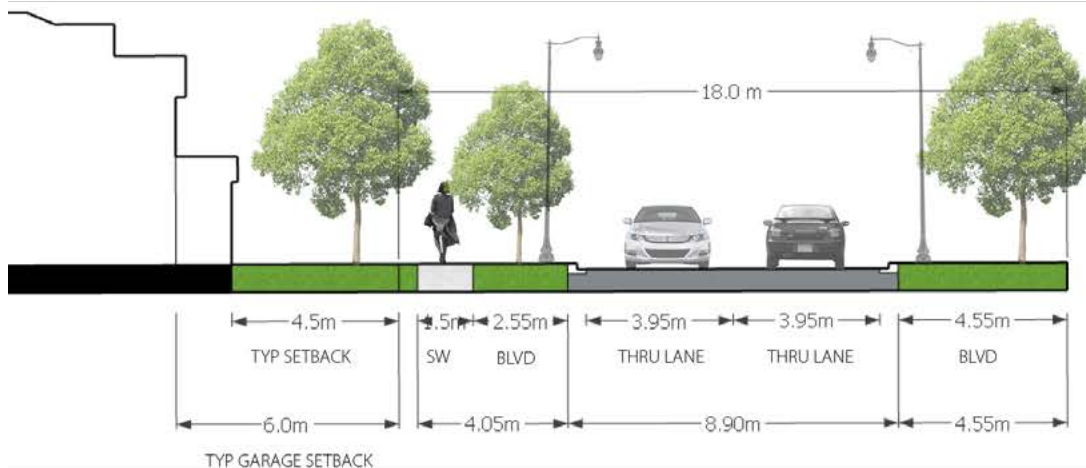 18.0 m
4.5m 1.5m 2.55m 3.95m 3.95m 4.55m
TYP SETBACK SW BLVD THRU LANE THRU LANE BLVD
6.0m 4.05m 8.90m 4.55m
TYP GARAGE SETBACK